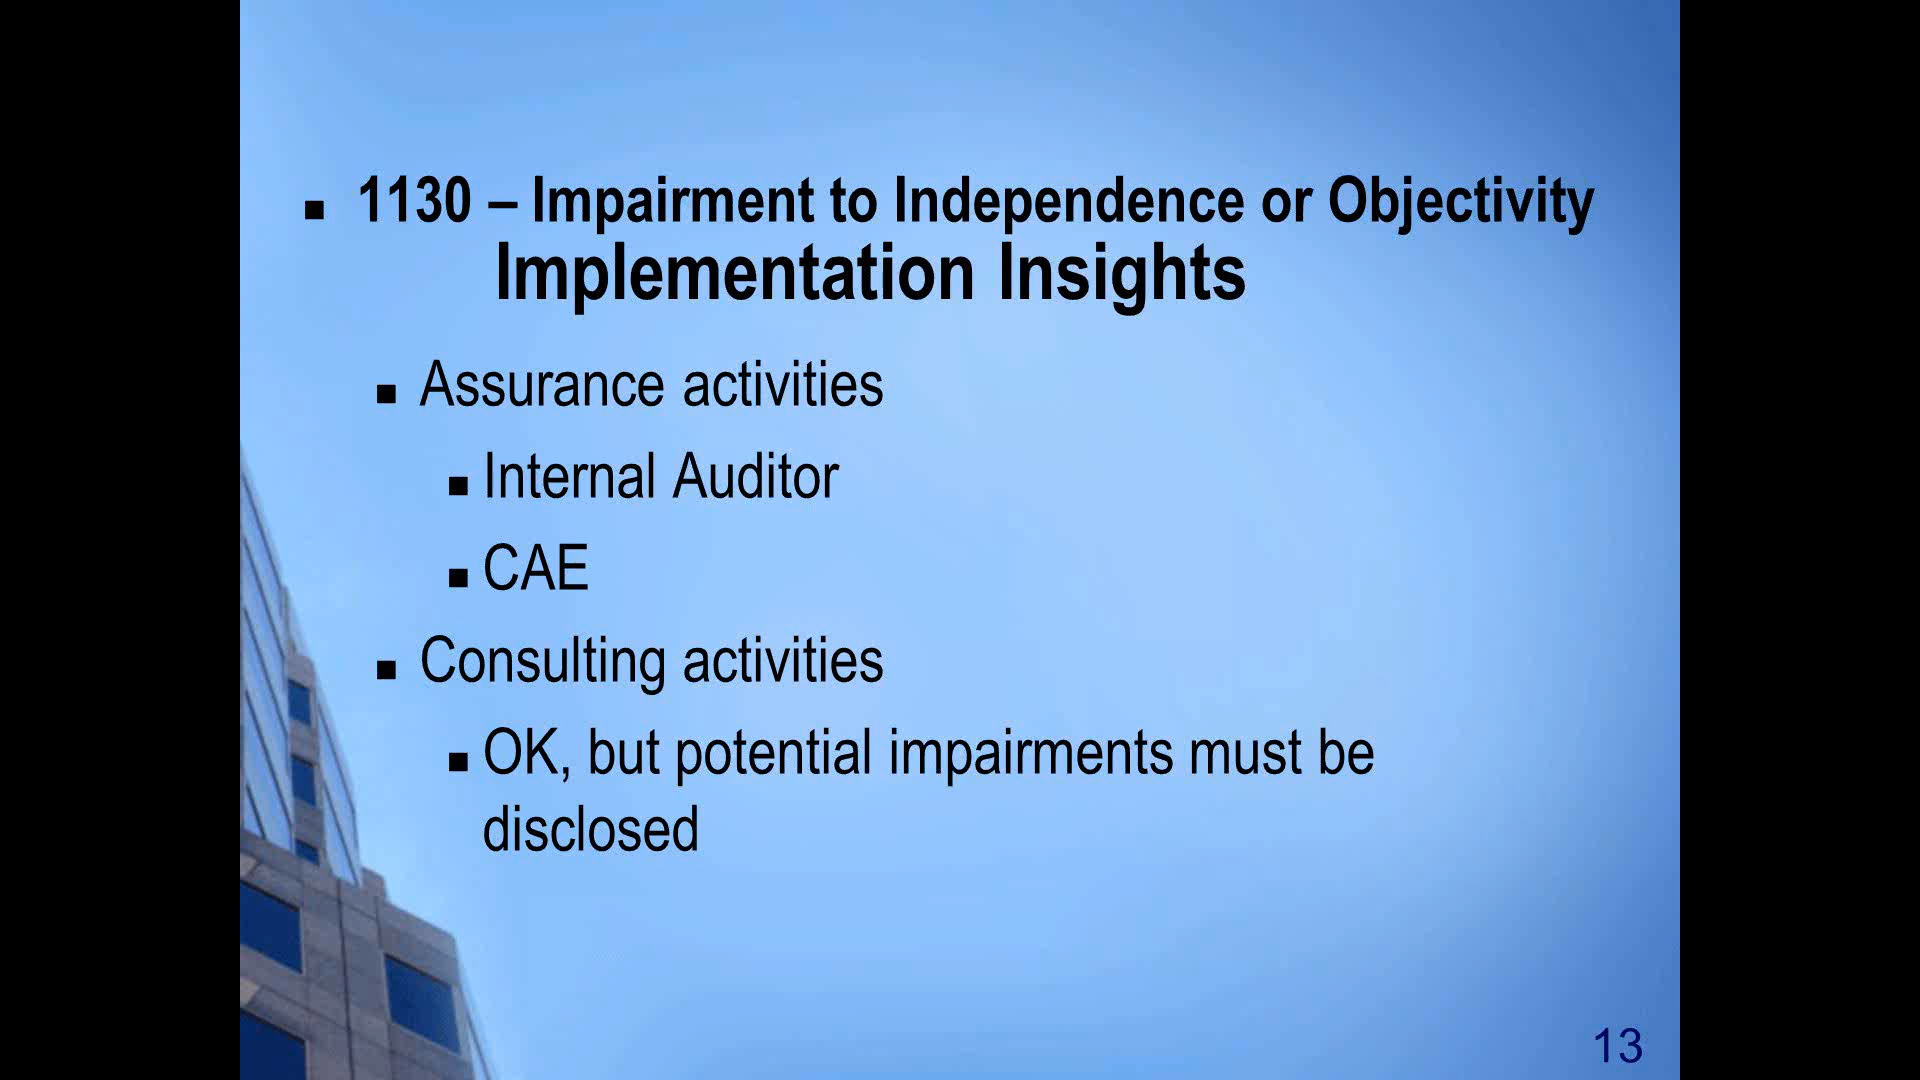 ▪ 1130 – Impairment to Independence or Objectivity
Implementation Insights
▪ Assurance activities
▪ Internal Auditor
▪ CAE
▪ Consulting activities
▪ OK, but potential impairments must be
disclosed
13